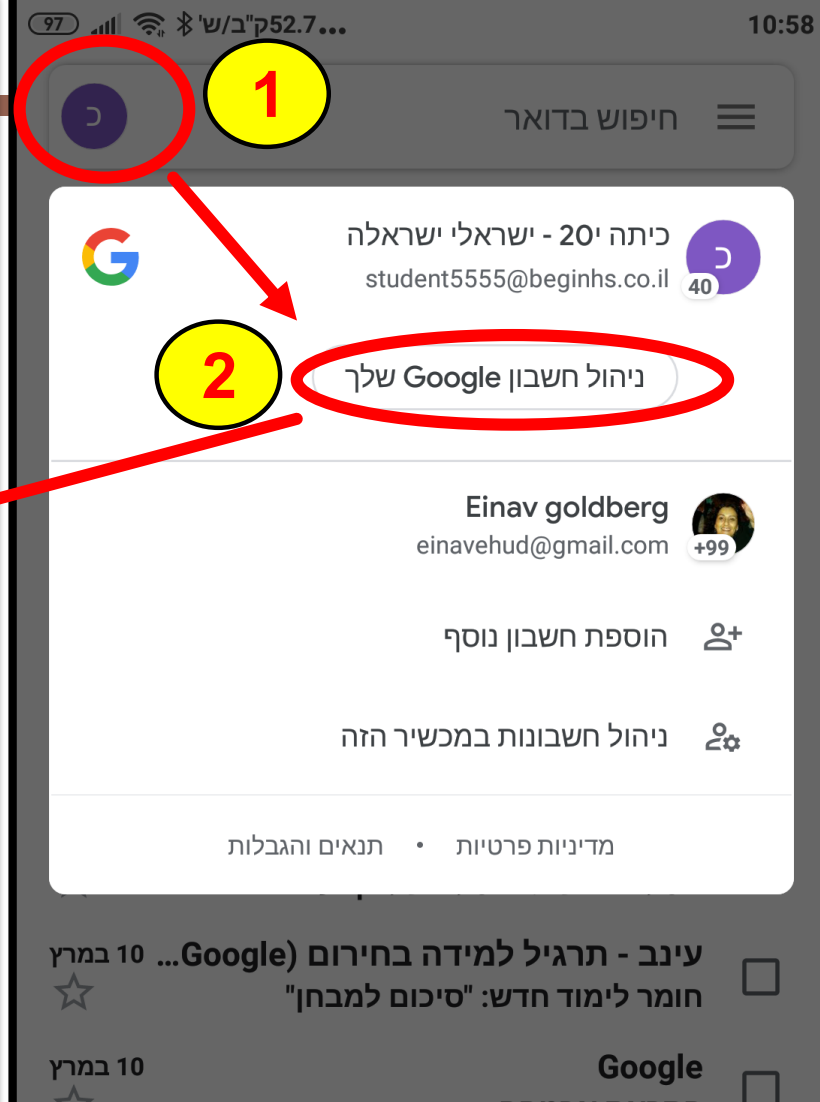 97 52.7ק"ב/ש'... 10:58
חיפוש בדואר
כ
1
כיתה י20 - ישראלי ישראלה
כ
student5555@beginhs.co.il
40
ניהול חשבון Google שלך
2
Einav goldberg
einavehud@gmail.com
+99
הוספת חשבון נוסף
ניהול חשבונות במכשיר הזה
מדיניות פרטיות • תנאים והגבלות
עינב - תרגיל למידה בחירום (Google... 10 במרץ
חומר לימוד חדש: "סיכום למבחן"
Google 10 במרץ